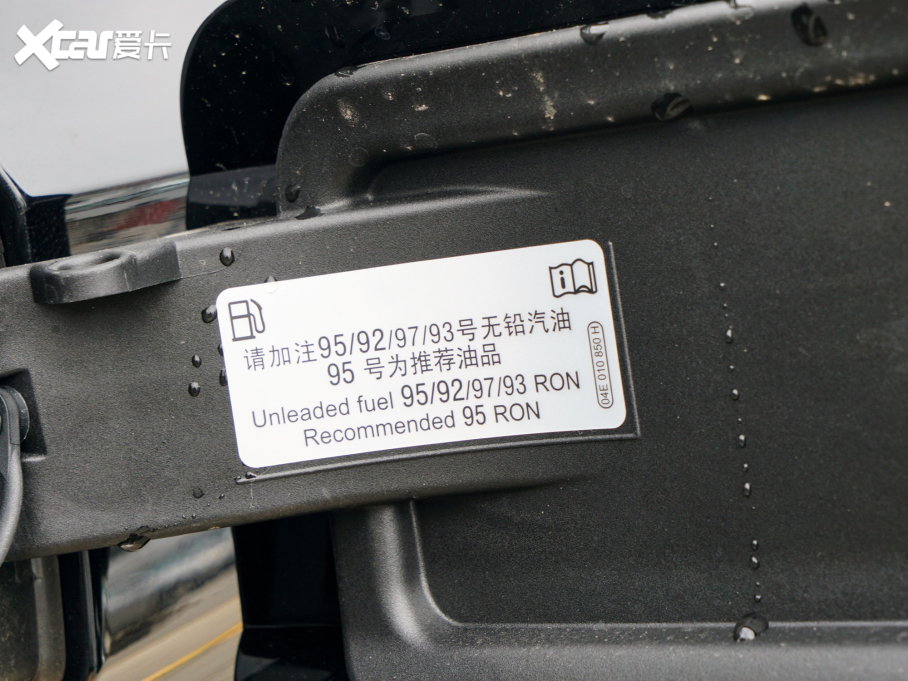 Xcar爱卡
请加注95/92/97/93号无铅汽油
95 号为推荐油品
Unleaded fuel 95/92/97/93 RON
Recommended 95 RON
04E 010 850 H